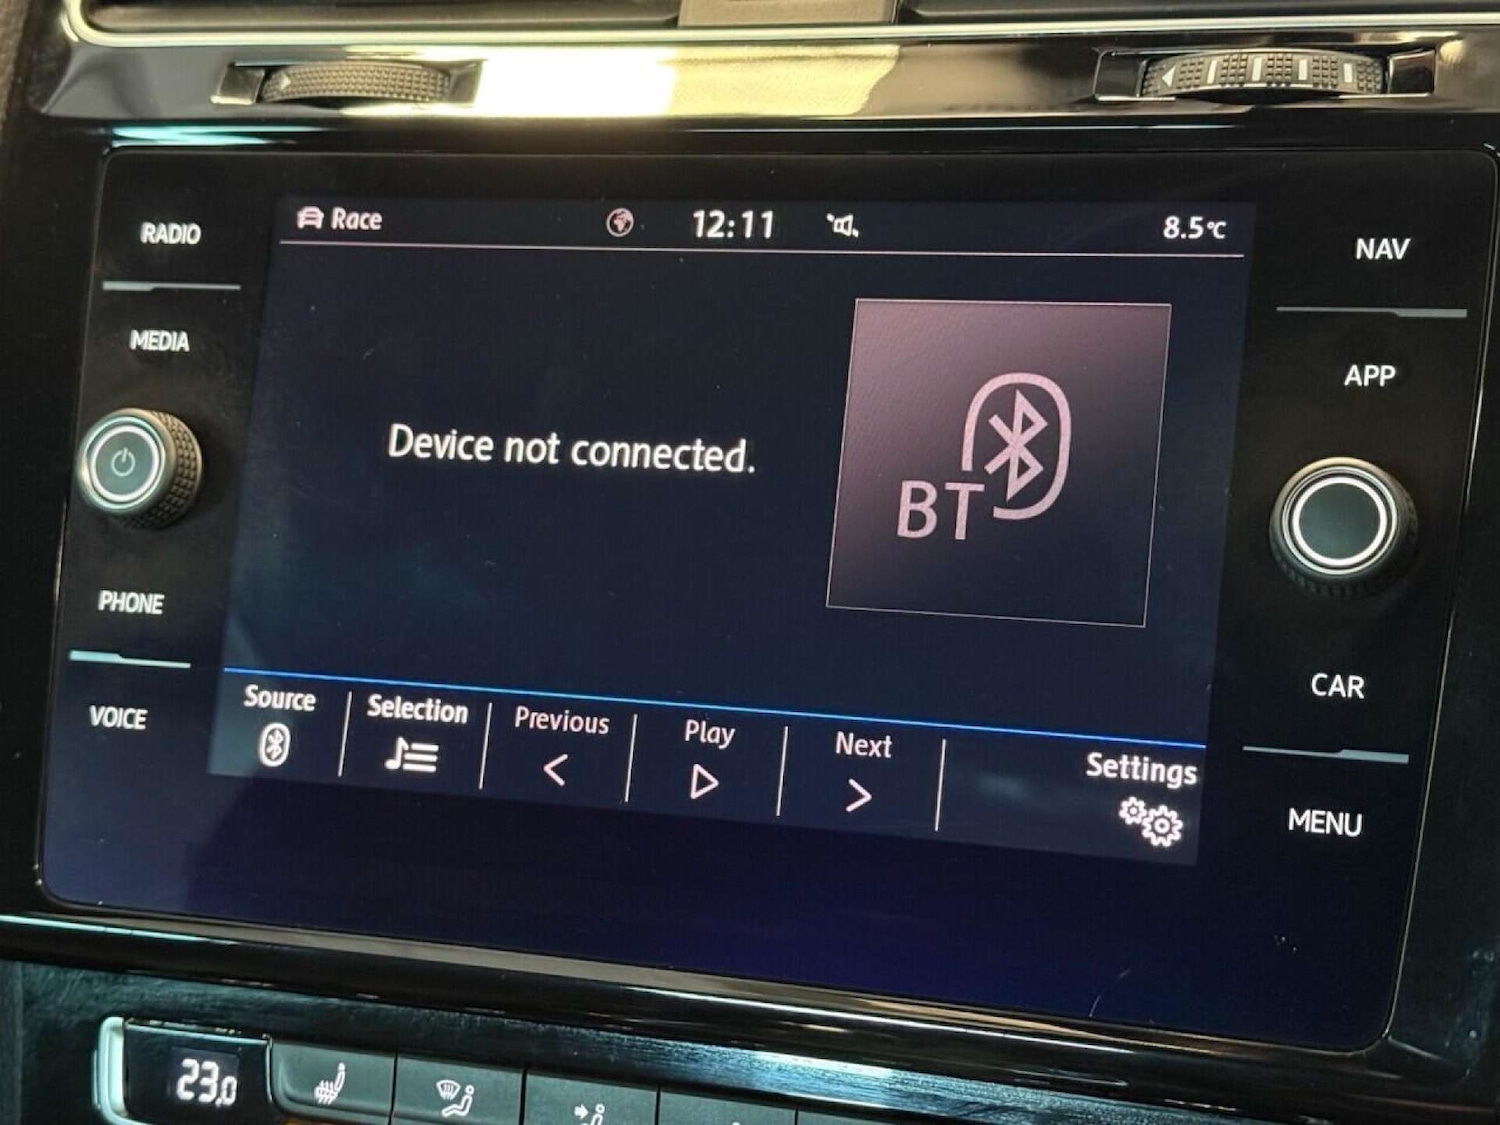 Race 12:11 8.5°C
RADIO
MEDIA
PHONE
VOICE
Device not connected.
BT
Source
Selection
Previous
Play
Next
Settings
NAV
APP
CAR
MENU
23.0